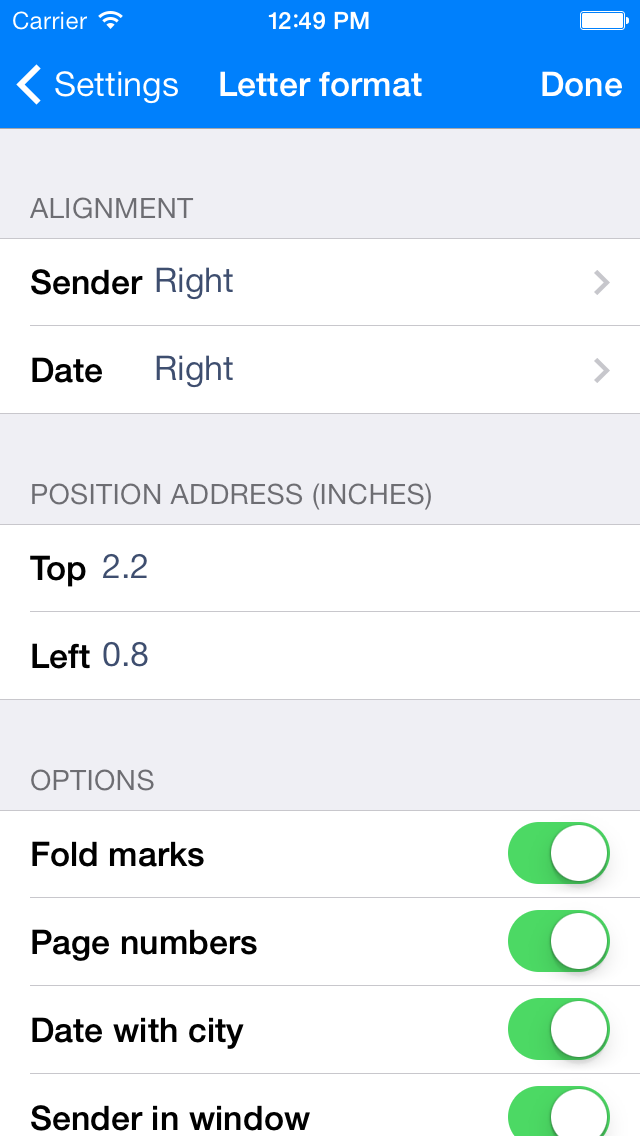 Carrier 12:49 PM
Settings Letter format Done
ALIGNMENT
Sender Right
Date Right
POSITION ADDRESS (INCHES)
Top 2.2
Left 0.8
OPTIONS
Fold marks
Page numbers
Date with city
Sender in window